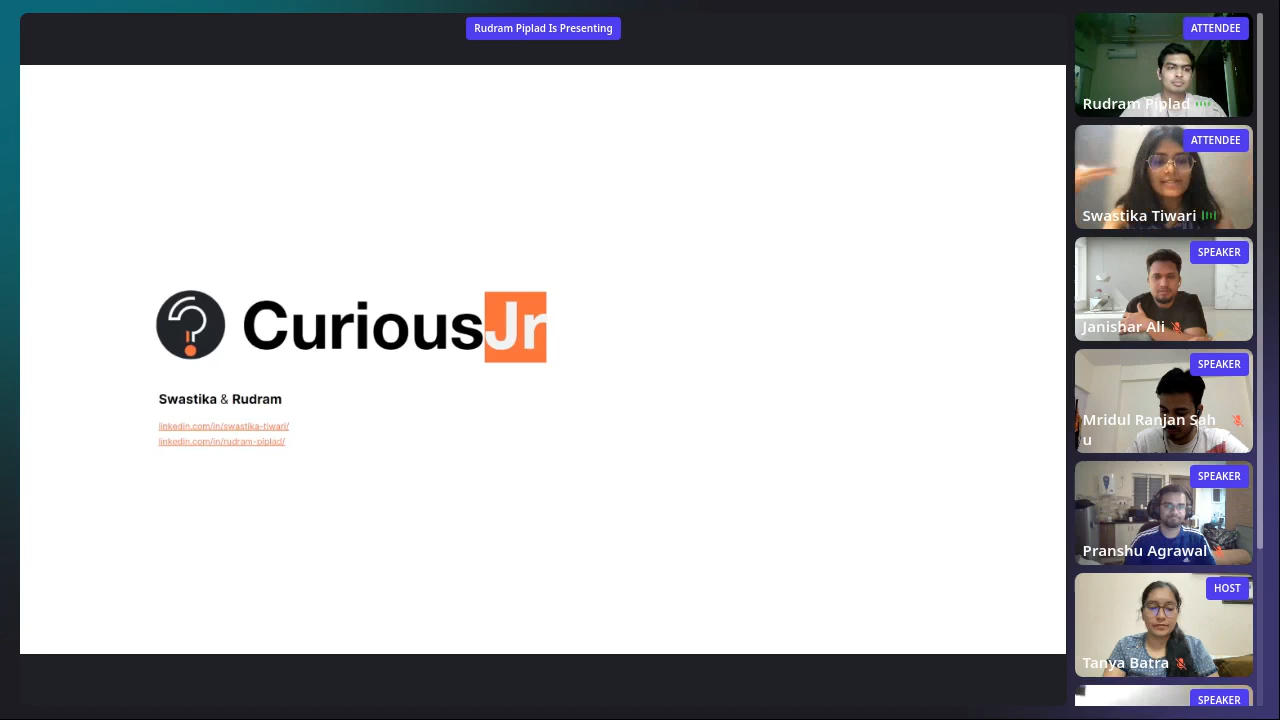 Rudram Piplad Is Presenting
CuriousJr
Swastika & Rudram
linkedin.com/in/swastika-tiwari/
linkedin.com/in/rudram-piplad/
ATTENDEE
Rudram Piplad
ATTENDEE
Swastika Tiwari
SPEAKER
Janishar Ali
SPEAKER
Mridul Ranjan Sah
u
SPEAKER
Pranshu Agrawal
HOST
Tanya Batra
SPEAKER